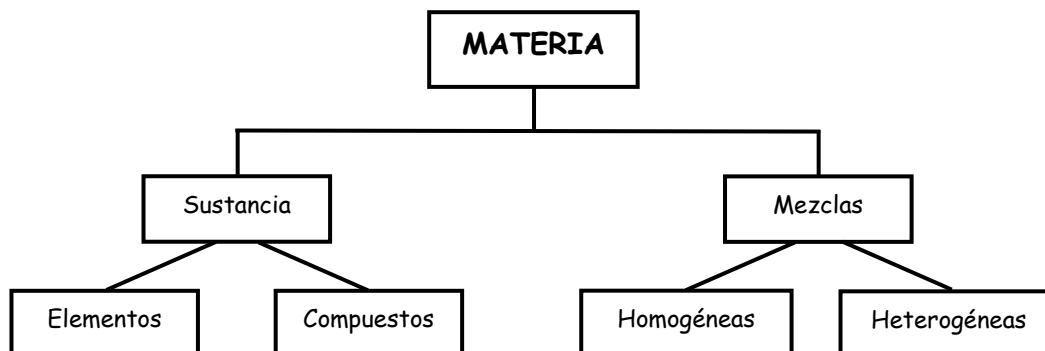 MATERIA
Sustancia
Mezclas
Elementos
Compuestos
Homogéneas
Heterogéneas